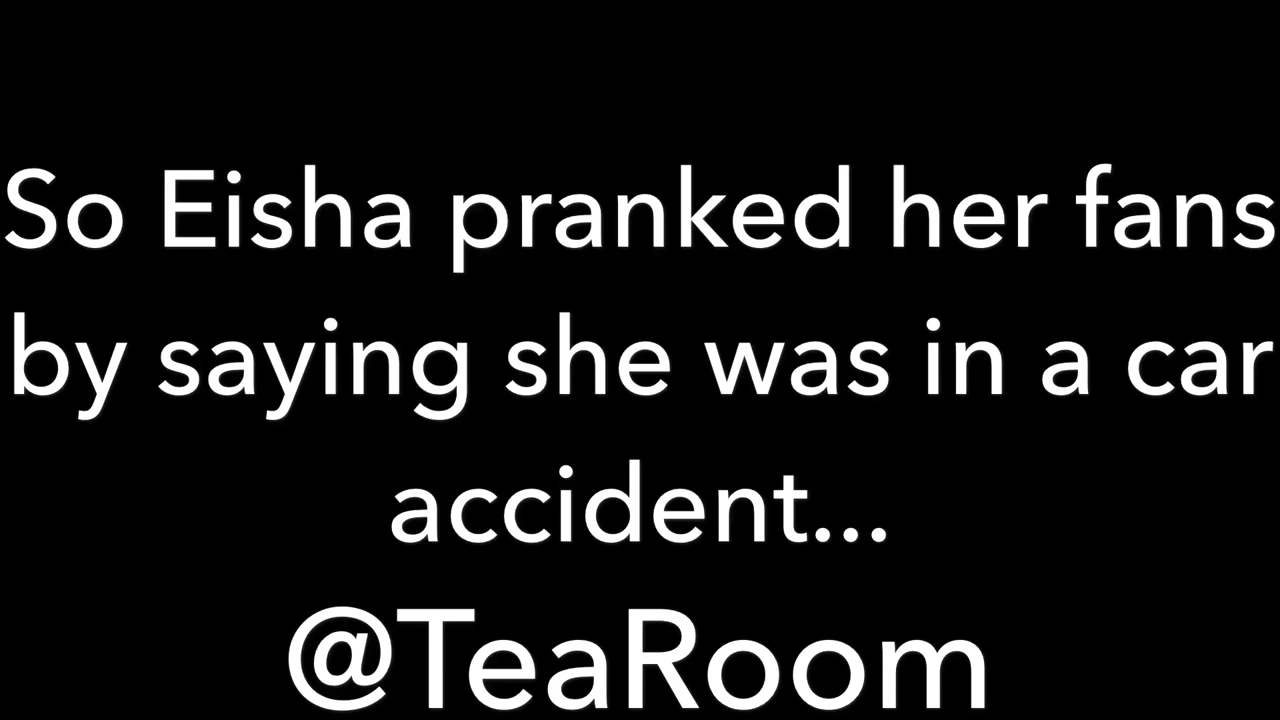 So Eisha pranked her fans
by saying she was in a car
accident...
@TeaRoom